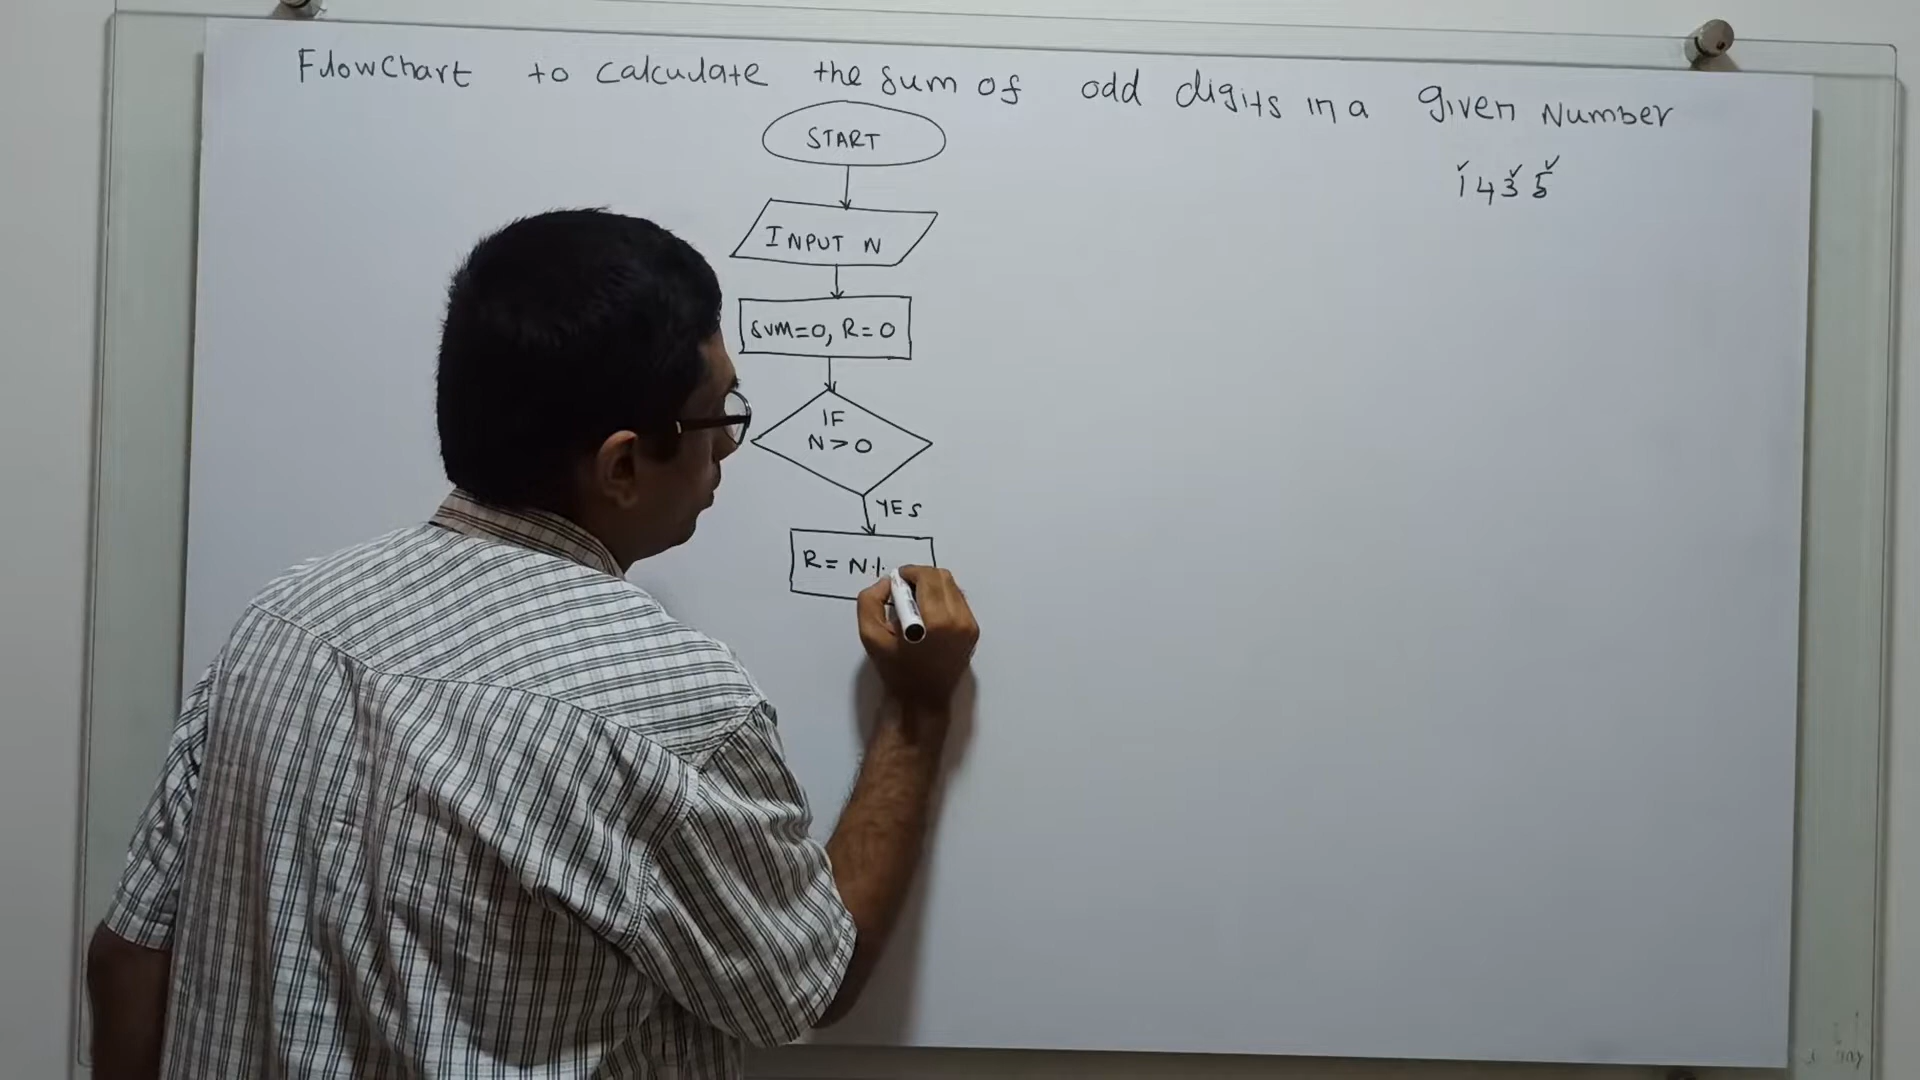 FlowChart to calculate the sum of odd digits in a given Number
START
1435
INPUT N
SUM=0, R=0
IF
N>0
YES
R = N%